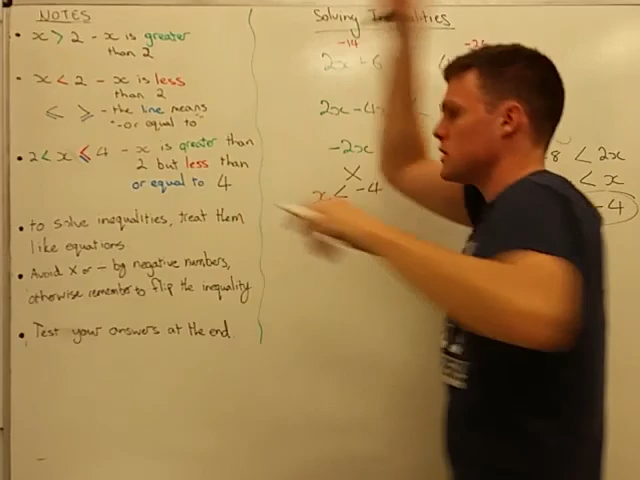 NOTES
• x > 2 - x is greater
than 2
• x < 2 - x is less
than 2
≤ ≥ - the line means
"-or equal to"
• 2 < x ≤ 4 - x is greater than
2 but less than
or equal to 4
• to solve inequalities, treat them
like equations
• Avoid × or ÷ by negative numbers,
otherwise remember to flip the inequality
• Test your answers at the end.
Solving Inequalities
-14
2x + 6
2x - 4
-2x
8 < 2x
x < -4
< x
-4